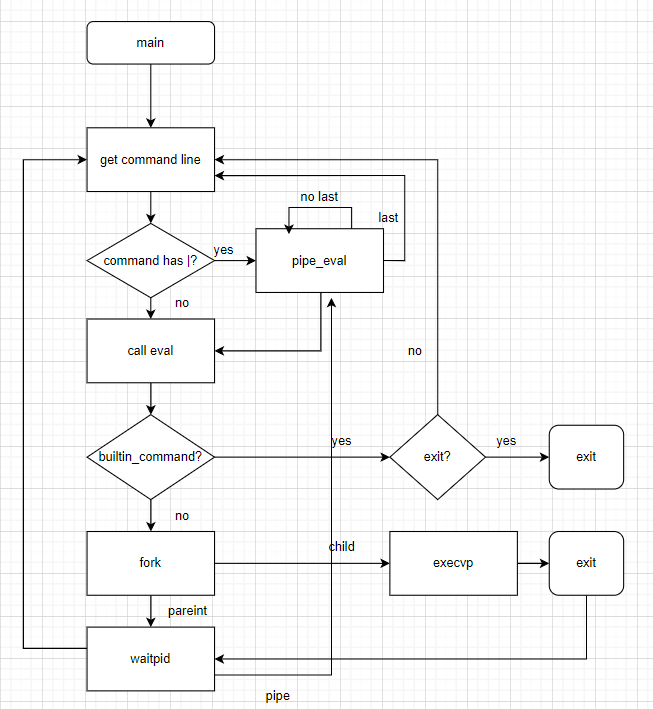 main
get command line
no last
last
command has |?
yes
pipe_eval
no
call eval
no
builtin_command?
yes
exit?
yes
exit
no
fork
child
execvp
exit
pareint
waitpid
pipe